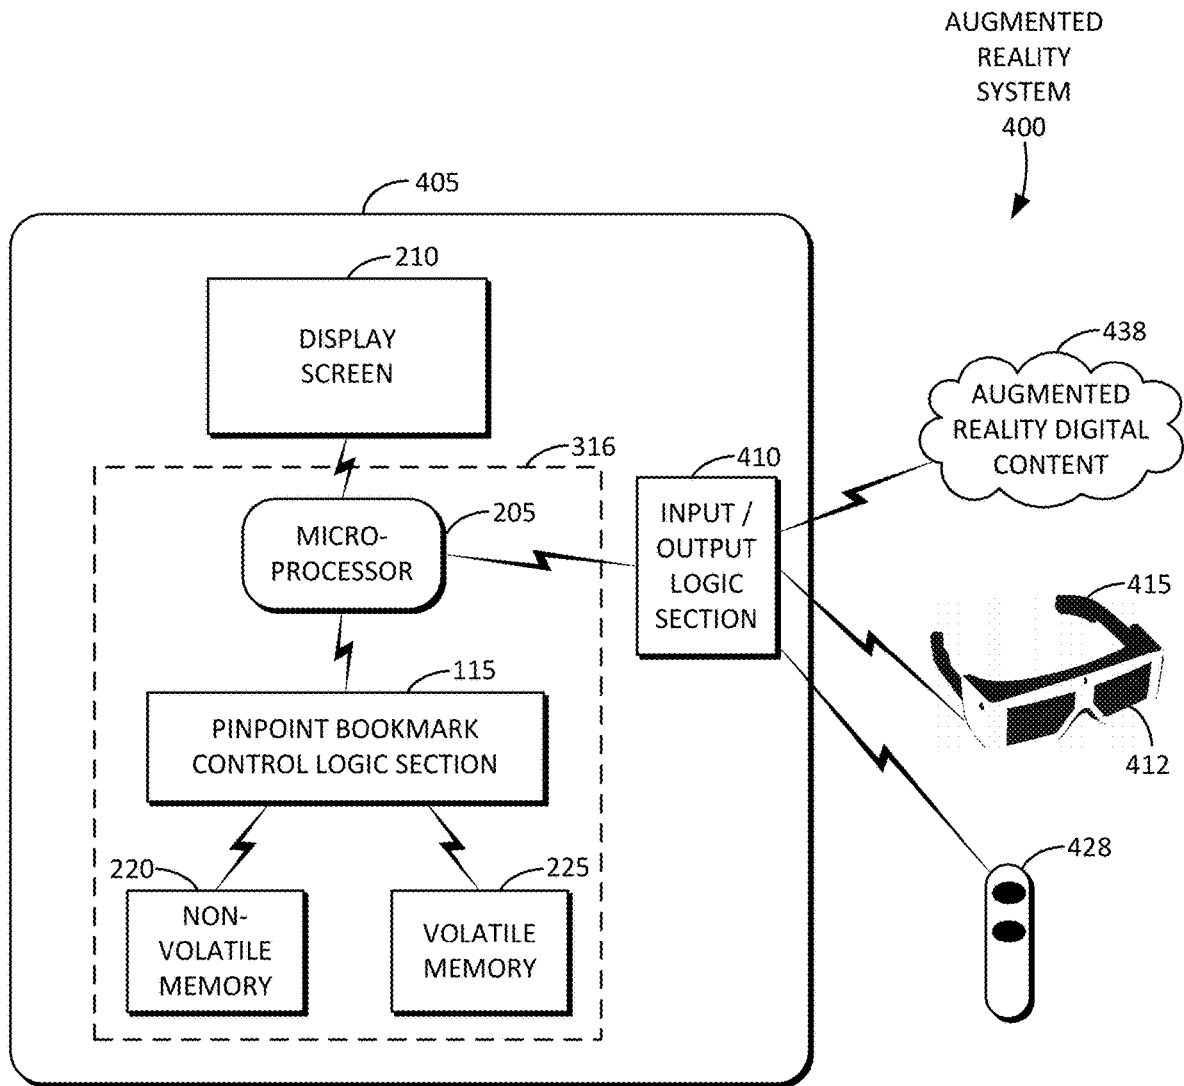 AUGMENTED
REALITY
SYSTEM
400
405
210
DISPLAY
SCREEN
438
AUGMENTED
REALITY DIGITAL
CONTENT
316
410
205
MICRO-
PROCESSOR
INPUT /
OUTPUT
LOGIC
SECTION
415
412
115
PINPOINT BOOKMARK
CONTROL LOGIC SECTION
220
NON-
VOLATILE
MEMORY
225
VOLATILE
MEMORY
428